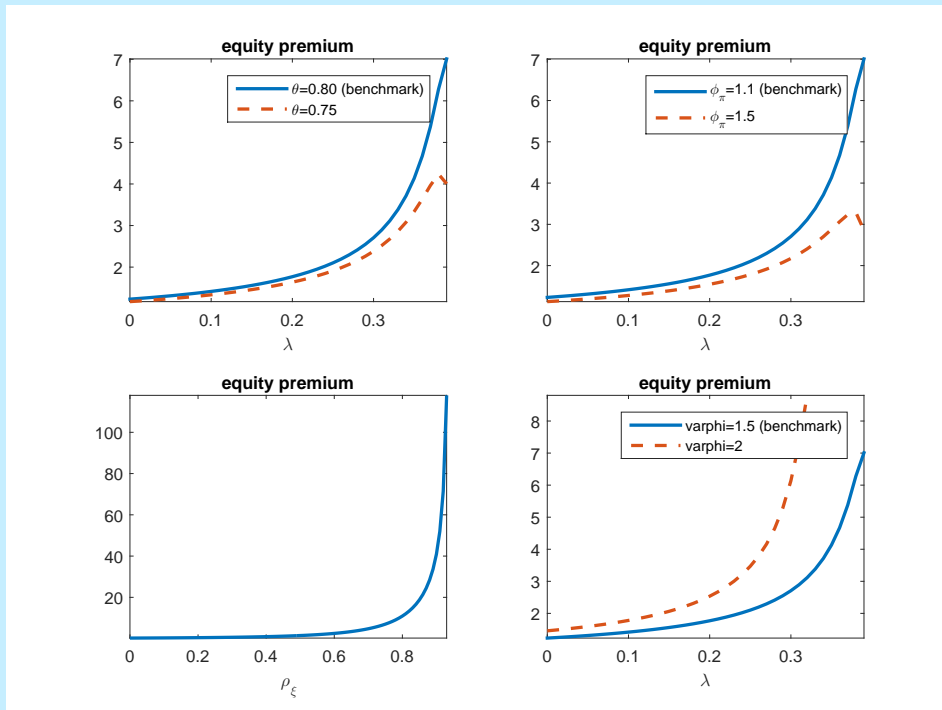 equity premium
7
6
5
4
3
2
0
0.1
0.2
0.3
λ
θ=0.80 (benchmark)
θ=0.75
equity premium
7
6
5
4
3
2
0
0.1
0.2
0.3
λ
ϕπ=1.1 (benchmark)
ϕπ=1.5
equity premium
100
80
60
40
20
0
0.2
0.4
0.6
0.8
ρξ
equity premium
8
7
6
5
4
3
2
0
0.1
0.2
0.3
λ
varphi=1.5 (benchmark)
varphi=2